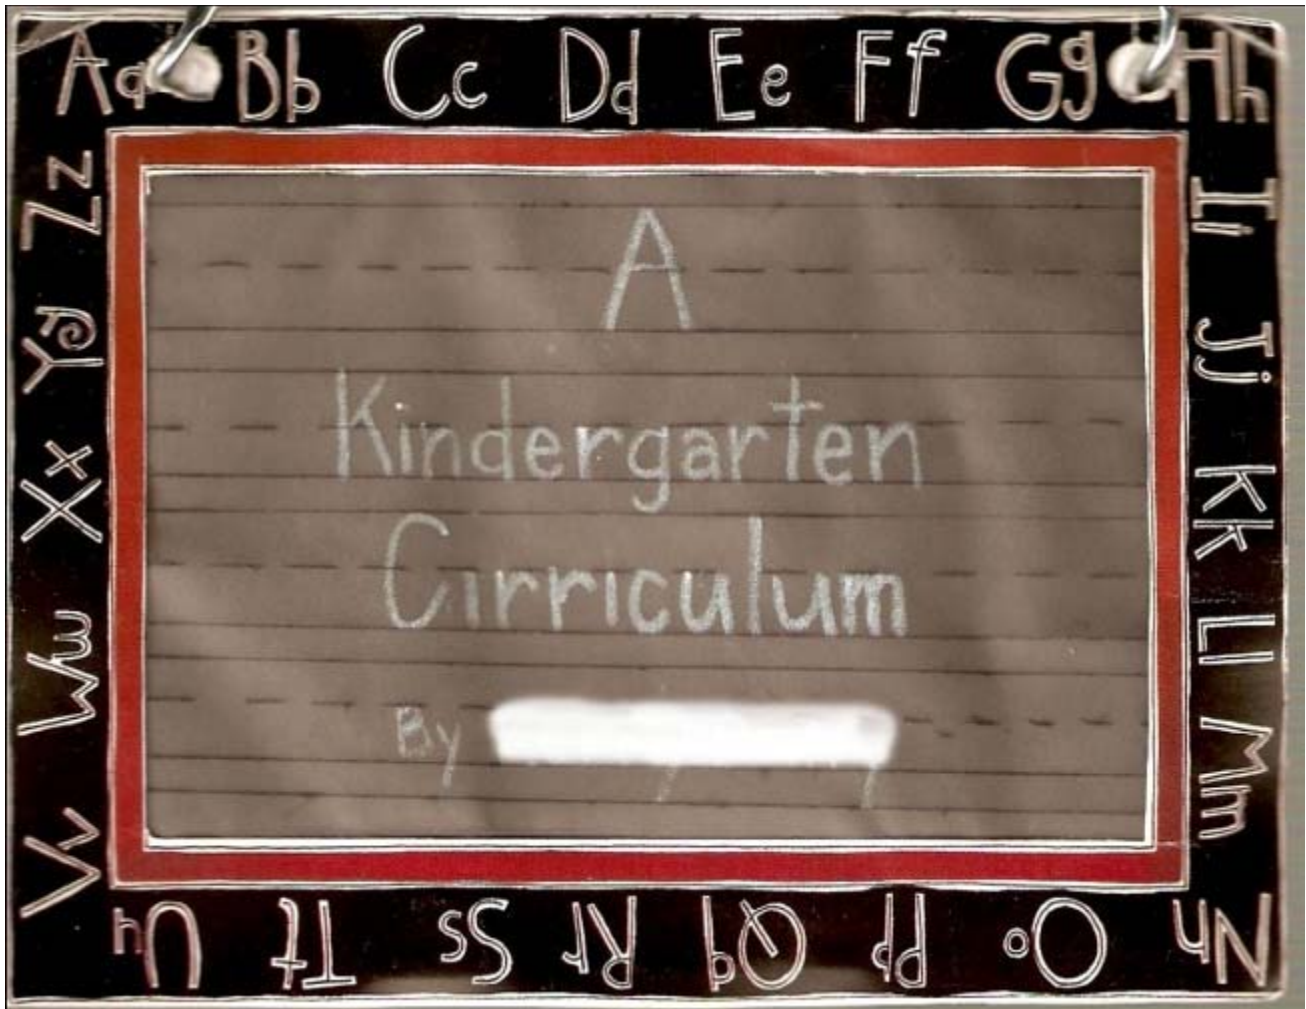 Aa Bb Cc Dd Ee Ff Gg Hh
Ii
Jj
Kk
Ll
Mm
Nn
Oo
Pp
Qq
Rr
Ss
Tt
Uu
Vv
Ww
Xx
Yy
Zz
A
Kindergarten
Cirriculum
By